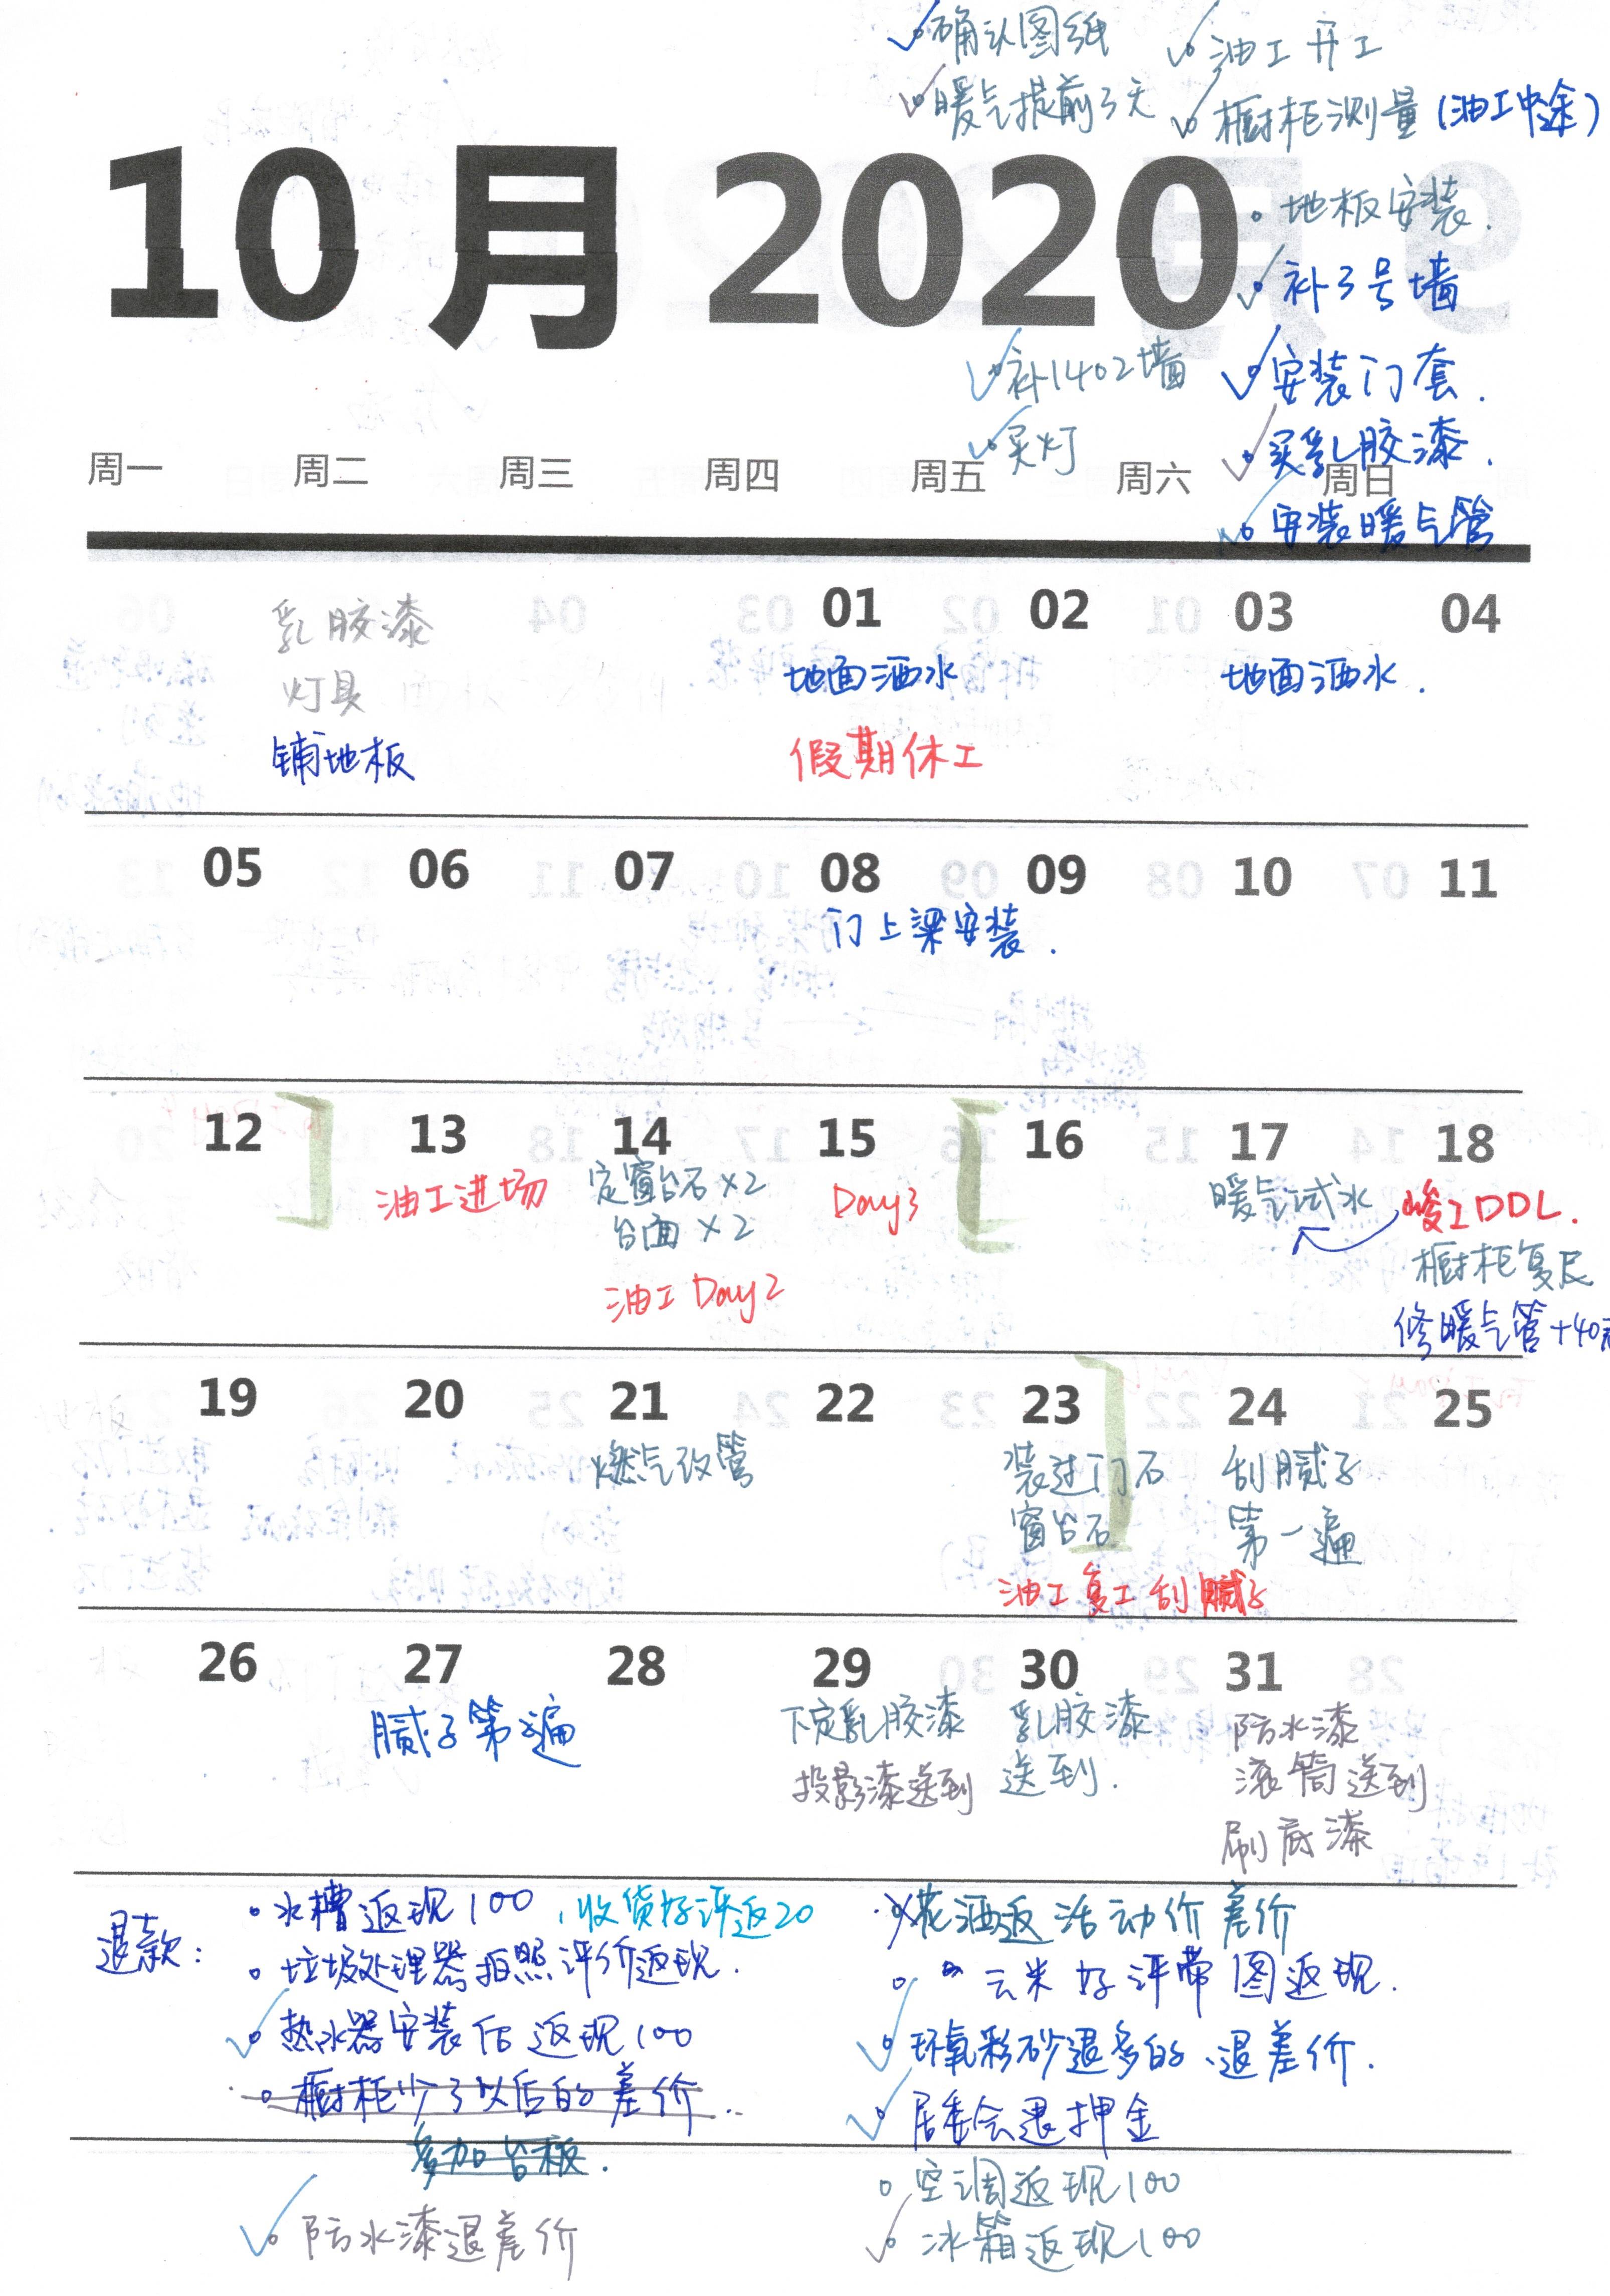 确认图纸
暖气提前3天
油工开工
橱柜测量(油工中途)
10 月 2020
地板安装.
补3号墙
补1402墙
买灯
安装门套.
买乳胶漆.
安装暖气管
周一 周二 周三 周四 周五 周六 周日
乳胶漆
灯具
铺地板
01 02 03 04
地面洒水
地面洒水.
假期休工
05 06 07 08 09 10 11
门上梁安装.
12 13 14 15 16 17 18
油工进场
定窗台石×2
台面×2
油工Day2
Day3
暖气试水
竣工DDL.
橱柜复尺
修暖气管+40
19 20 21 22 23 24 25
燃气改管
装过门石
窗台石
油工复工刮腻子
刮腻子
第一遍
26 27 28 29 30 31
腻子第二遍
下定乳胶漆
投影漆送到
乳胶漆
送到.
防水漆
滚筒送到
刷底漆
退款:
水槽返现100 ,收货好评返20
垃圾处理器拍照评价返现.
热水器安装后返现100
橱柜少了以后的差价.
多加台板.
防水漆退差价
花洒返活动价差价
云米好评带图返现.
环氧彩砂退多的、退差价.
居委会退押金
空调返现100
冰箱返现100